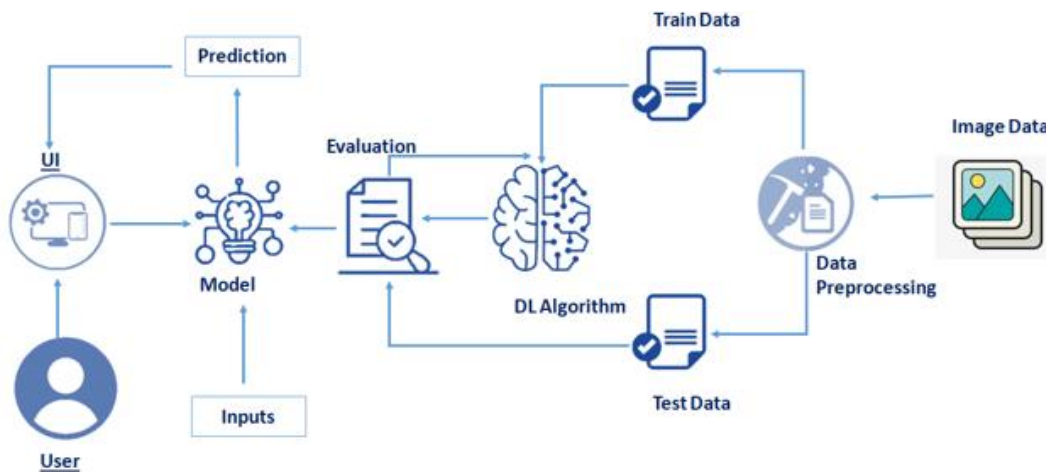 Train Data
Prediction
Image Data
Evaluation
UI
Model
DL Algorithm
Data
Preprocessing
Inputs
Test Data
User